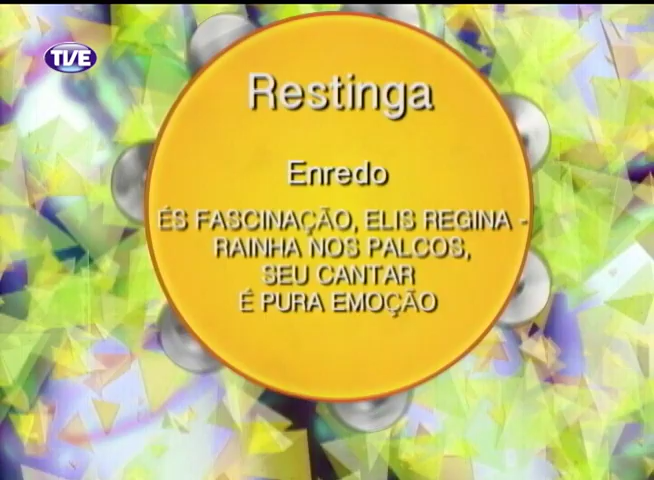 TVE
Restinga
Enredo
ÉS FASCINAÇÃO, ELIS REGINA -
RAINHA NOS PALCOS,
SEU CANTAR
É PURA EMOÇÃO